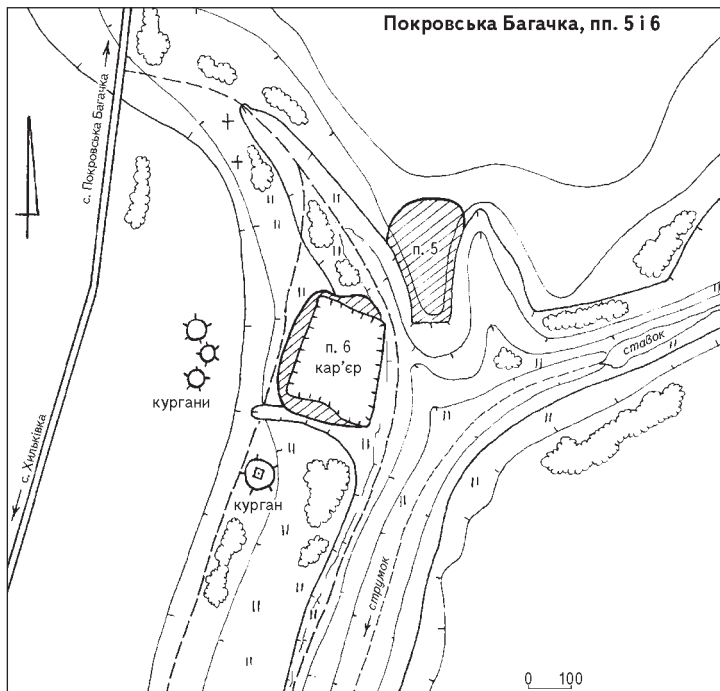 Покровська Багачка, пп. 5 і 6
с. Покровська Багачка
п. 5
ставок
п. 6
кар'єр
кургани
с. Хильківка
курган
струмок
0 100